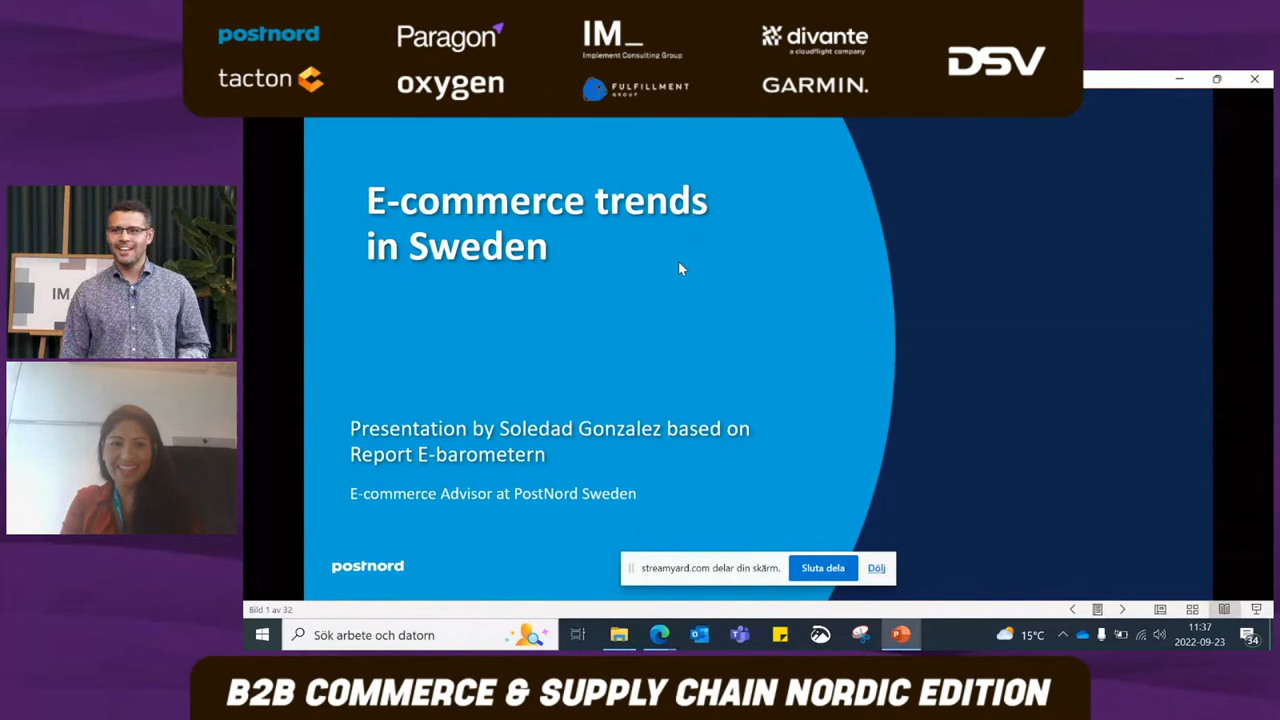 postnord
Paragon
IM_
Implement Consulting Group
divante
a cloudflight company
DSV
tacton
oxygen
FULFILLMENT
GROUP
GARMIN.
E-commerce trends
in Sweden
IM
Presentation by Soledad Gonzalez based on
Report E-barometern
E-commerce Advisor at PostNord Sweden
postnord
streamyard.com delar din skärm.
Sluta dela
Dölj
Bild 1 av 32
Sök arbete och datorn
15°C
11:37
2022-09-23
34
B2B COMMERCE & SUPPLY CHAIN NORDIC EDITION